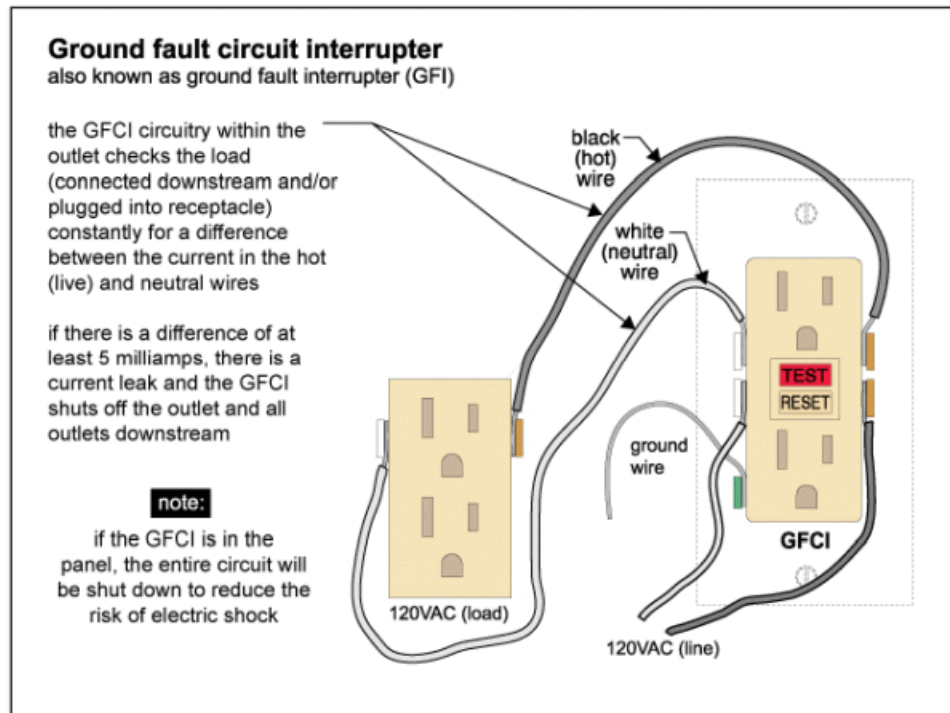 Ground fault circuit interrupter
also known as ground fault interrupter (GFI)
the GFCI circuitry within the
outlet checks the load
(connected downstream and/or
plugged into receptacle)
constantly for a difference
between the current in the hot
(live) and neutral wires
if there is a difference of at
least 5 milliamps, there is a
current leak and the GFCI
shuts off the outlet and all
outlets downstream
note:
if the GFCI is in the
panel, the entire circuit will
be shut down to reduce the
risk of electric shock
black
(hot)
wire
white
(neutral)
wire
TEST
RESET
ground
wire
GFCI
120VAC (load)
120VAC (line)